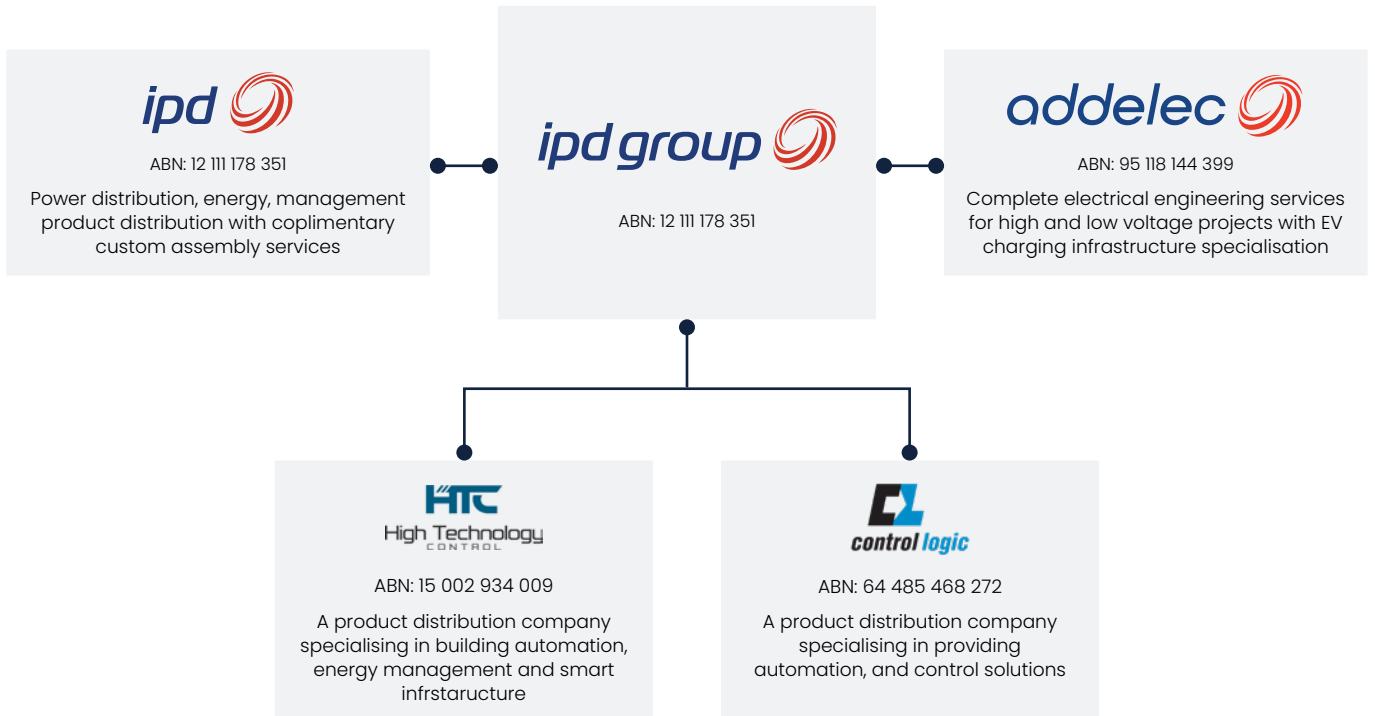 ipd
ABN: 12 111 178 351
Power distribution, energy, management
product distribution with coplimentary
custom assembly services
ipd group
ABN: 12 111 178 351
addelec
ABN: 95 118 144 399
Complete electrical engineering services
for high and low voltage projects with EV
charging infrastructure specialisation
HTC
High Technology
CONTROL
ABN: 15 002 934 009
A product distribution company
specialising in building automation,
energy management and smart
infrstaructure
CL
control logic
ABN: 64 485 468 272
A product distribution company
specialising in providing
automation, and control solutions